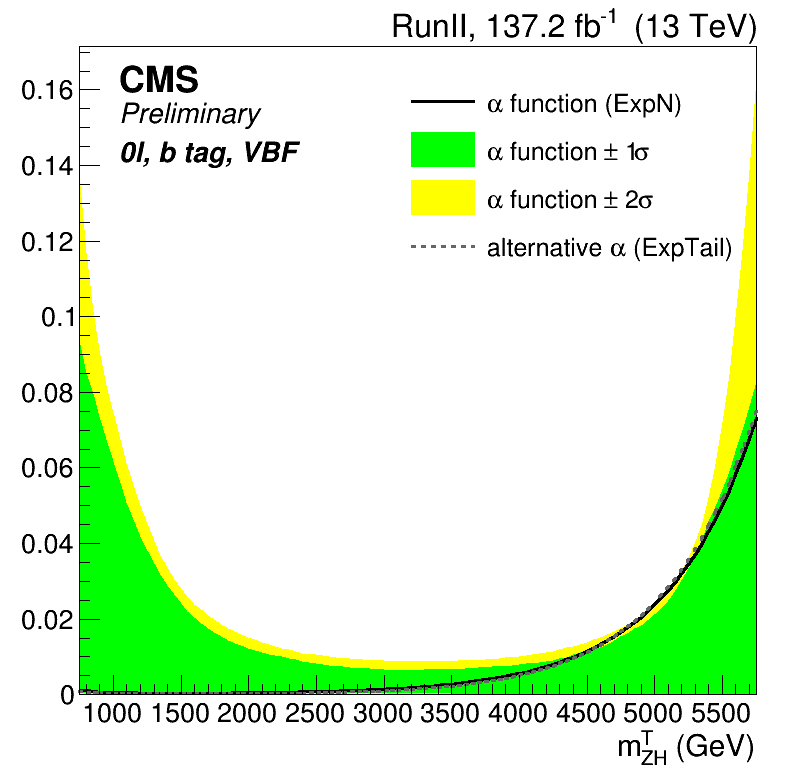 RunII, 137.2 fb⁻¹ (13 TeV)
CMS
Preliminary
0l, b tag, VBF
α function (ExpN)
α function ± 1σ
α function ± 2σ
alternative α (ExpTail)
0.16
0.14
0.12
0.1
0.08
0.06
0.04
0.02
0
1000 1500 2000 2500 3000 3500 4000 4500 5000 5500
m^T_ZH (GeV)